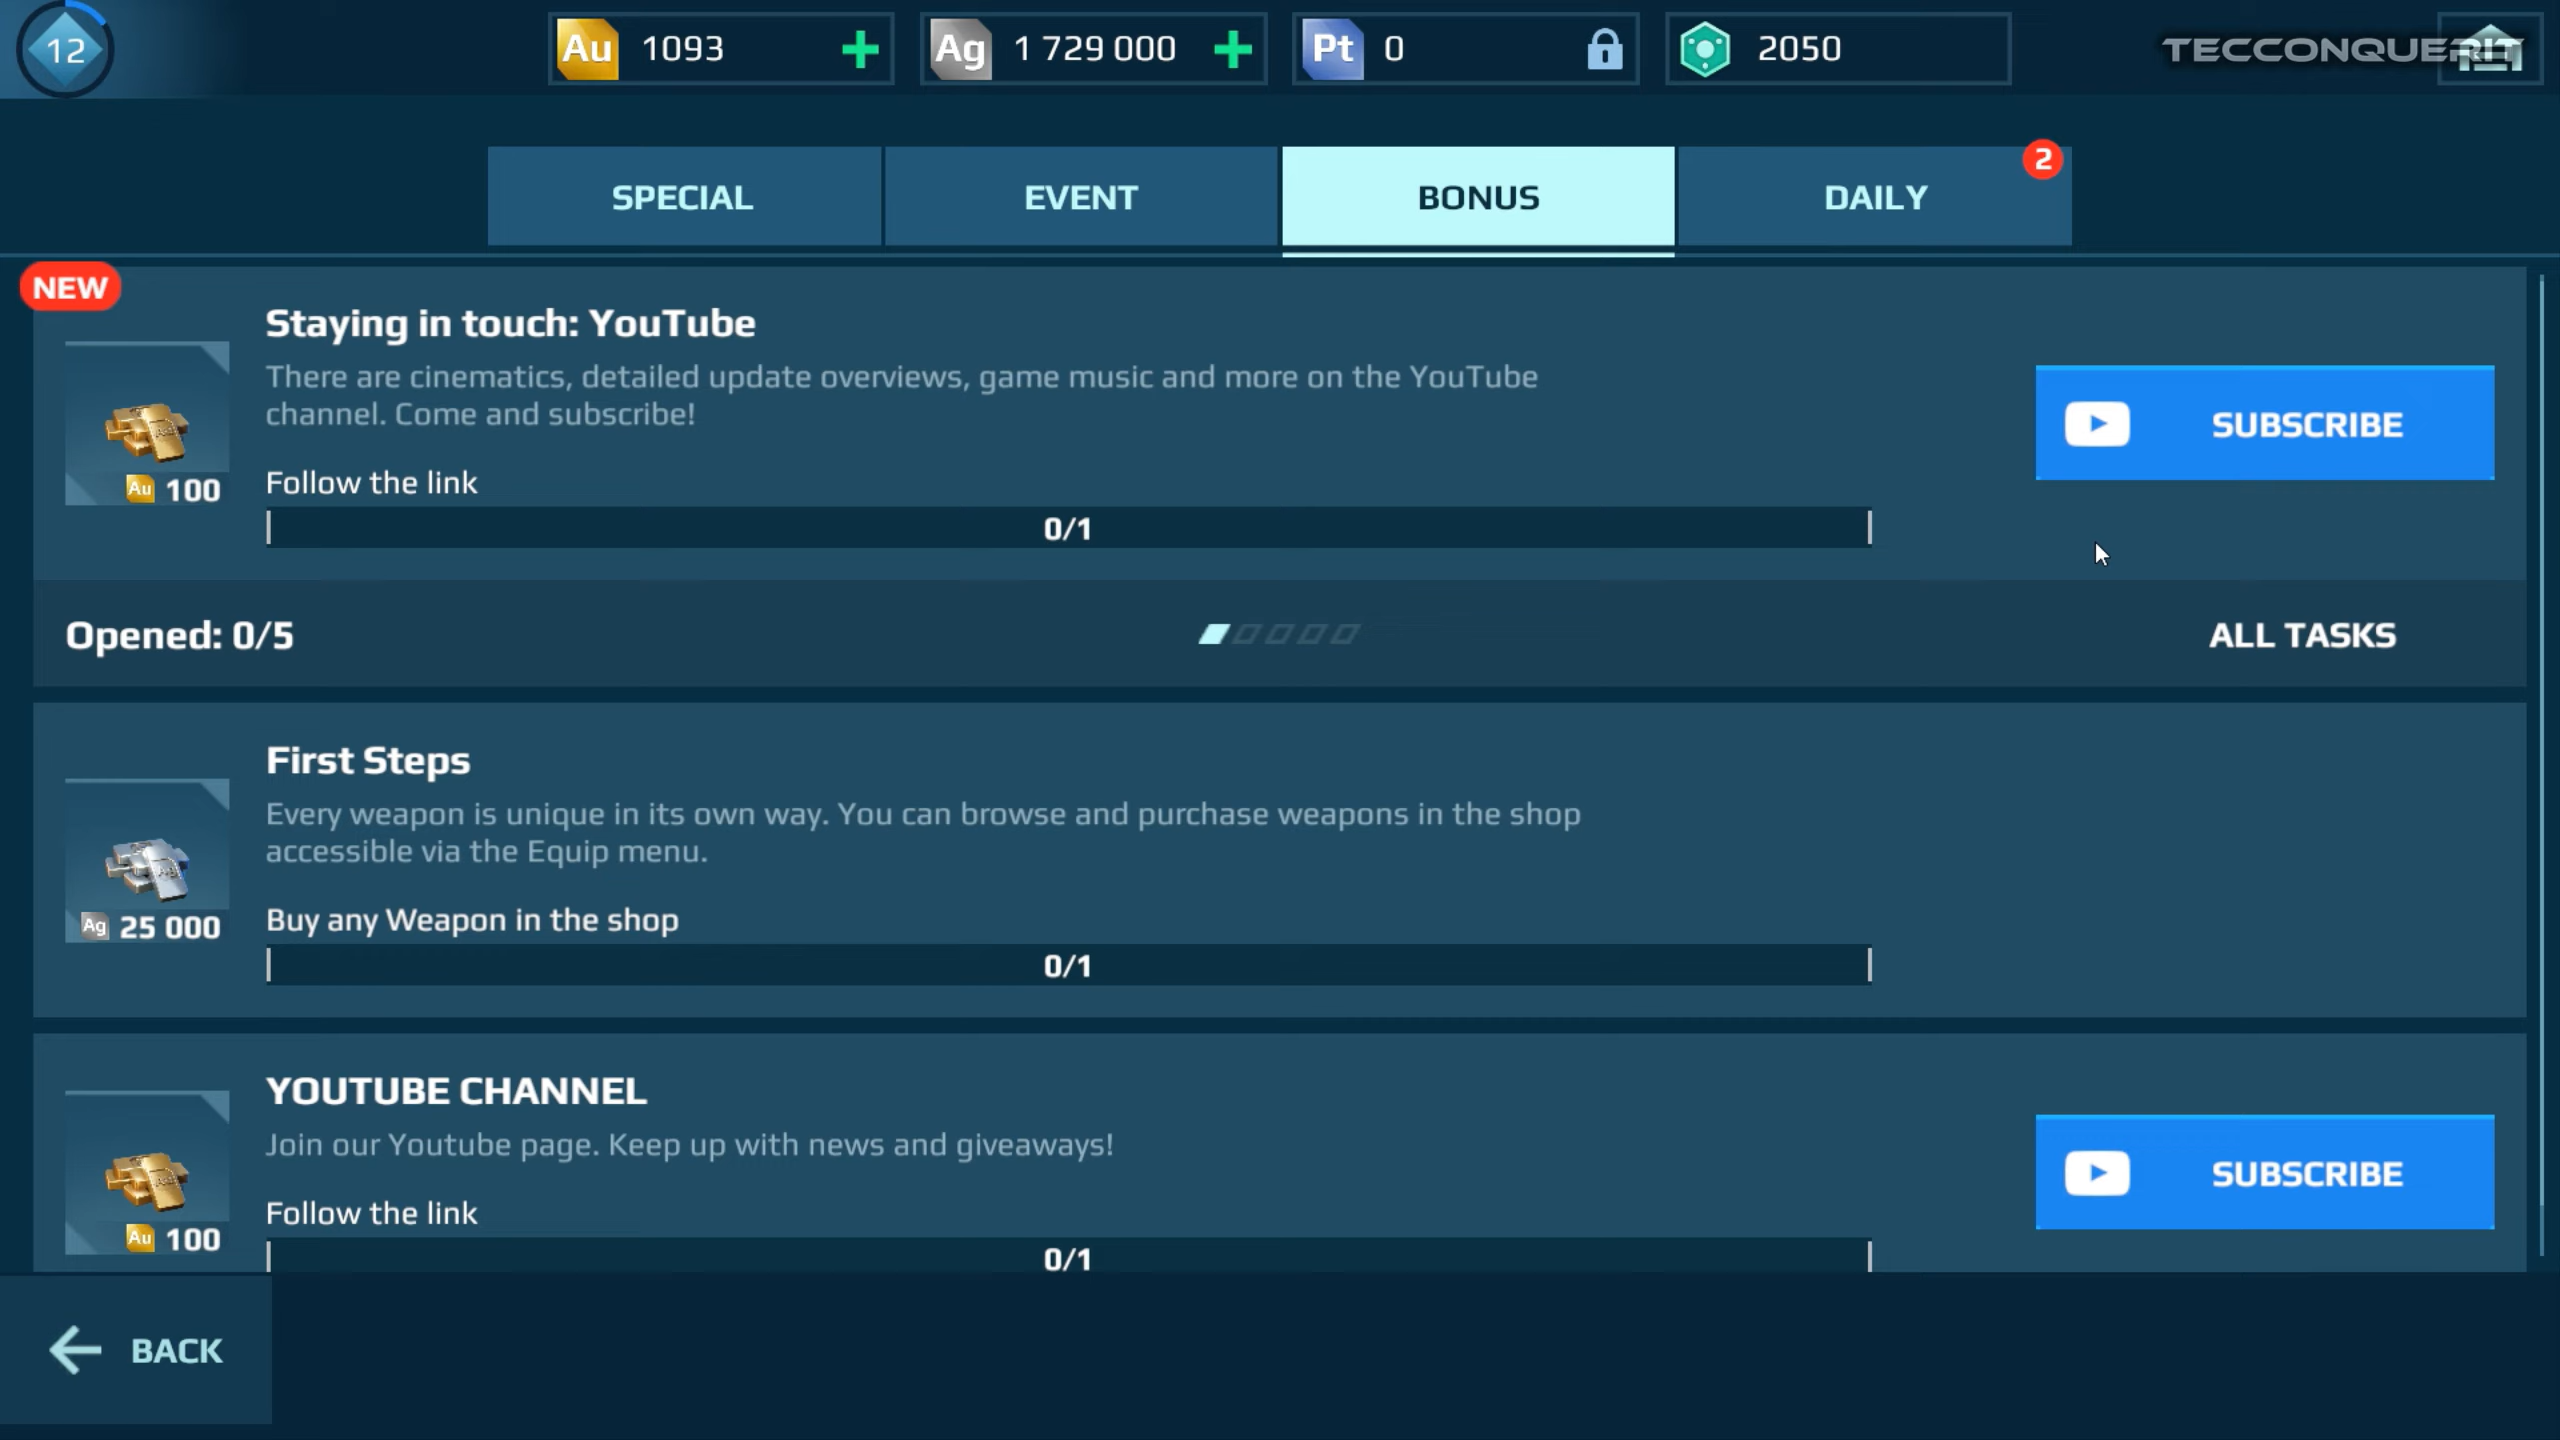 12
Au 1093
Ag 1 729 000
Pt 0
2050
TECCONQUERIT
SPECIAL
EVENT
BONUS
DAILY
2
NEW
Staying in touch: YouTube
There are cinematics, detailed update overviews, game music and more on the YouTube
channel. Come and subscribe!
Au 100
Follow the link
0/1
SUBSCRIBE
Opened: 0/5
ALL TASKS
First Steps
Every weapon is unique in its own way. You can browse and purchase weapons in the shop
accessible via the Equip menu.
Ag 25 000
Buy any Weapon in the shop
0/1
YOUTUBE CHANNEL
Join our Youtube page. Keep up with news and giveaways!
Au 100
Follow the link
0/1
SUBSCRIBE
BACK